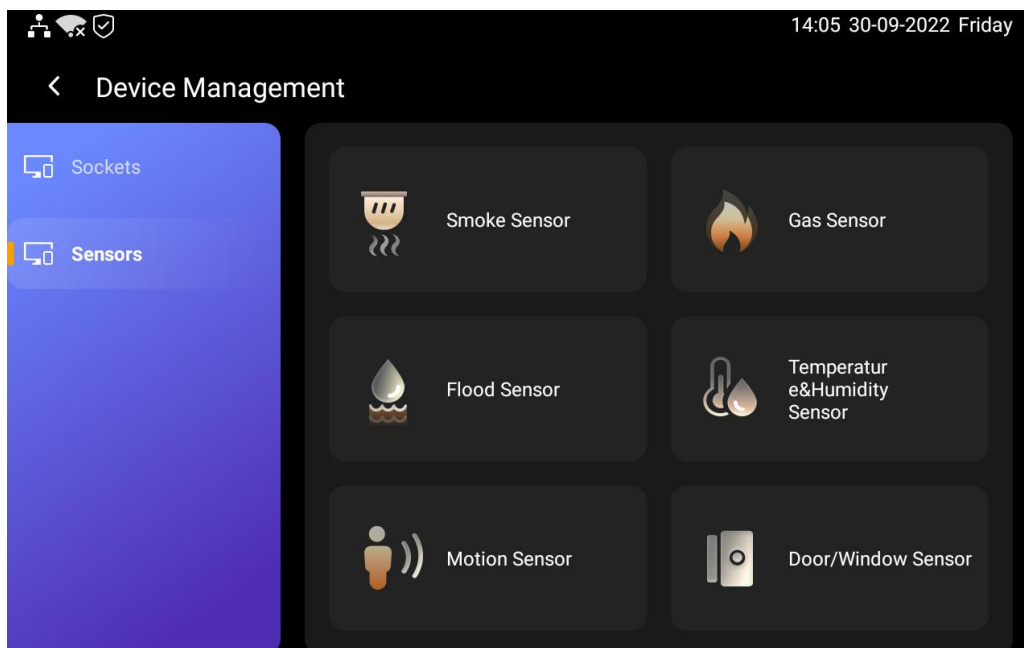 14:05 30-09-2022 Friday
Device Management
Sockets
Sensors
Smoke Sensor
Gas Sensor
Flood Sensor
Temperatur
e&Humidity
Sensor
Motion Sensor
Door/Window Sensor